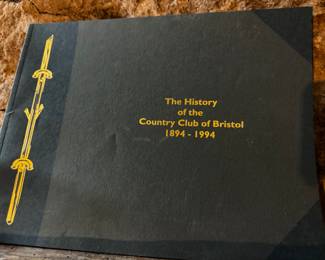 The History
of the
Country Club of Bristol
1894 - 1994